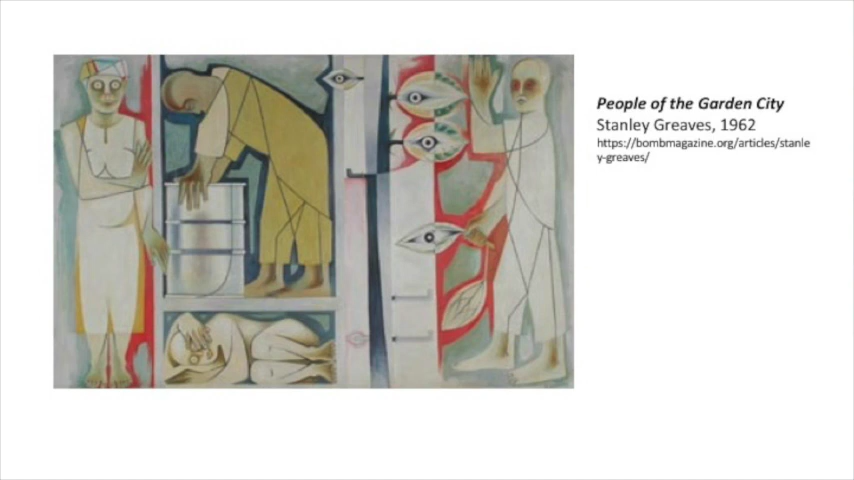 People of the Garden City
Stanley Greaves, 1962
https://bombmagazine.org/articles/stanle
y-greaves/